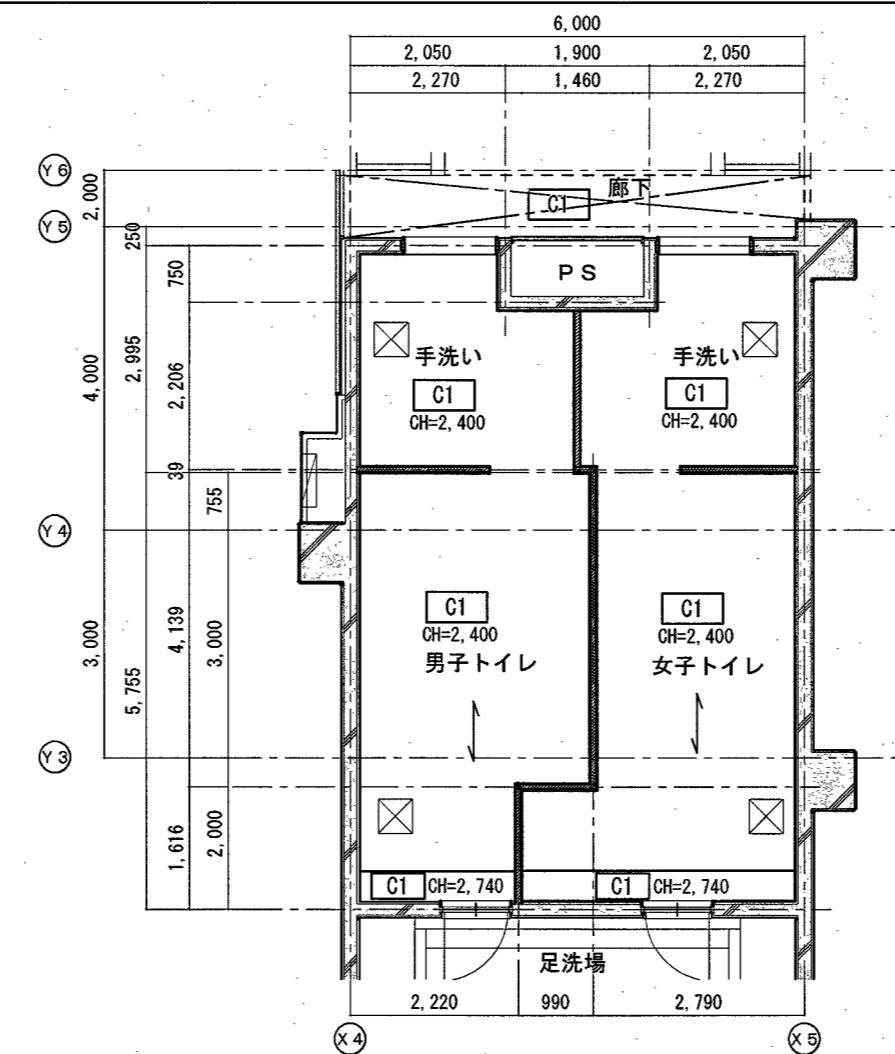 6,000
2,050 1,900 2,050
2,270 1,460 2,270
Y6
2,000
廊下
C1
Y5
250
750
PS
4,000
2,995
2,206
手洗い 手洗い
C1 C1
CH=2,400 CH=2,400
39
755
Y4
3,000
5,755
4,139
3,000
C1 C1
CH=2,400 CH=2,400
男子トイレ 女子トイレ
Y3
1,616
2,000
C1 CH=2,740 C1 CH=2,740
足洗場
2,220 990 2,790
X4 X5